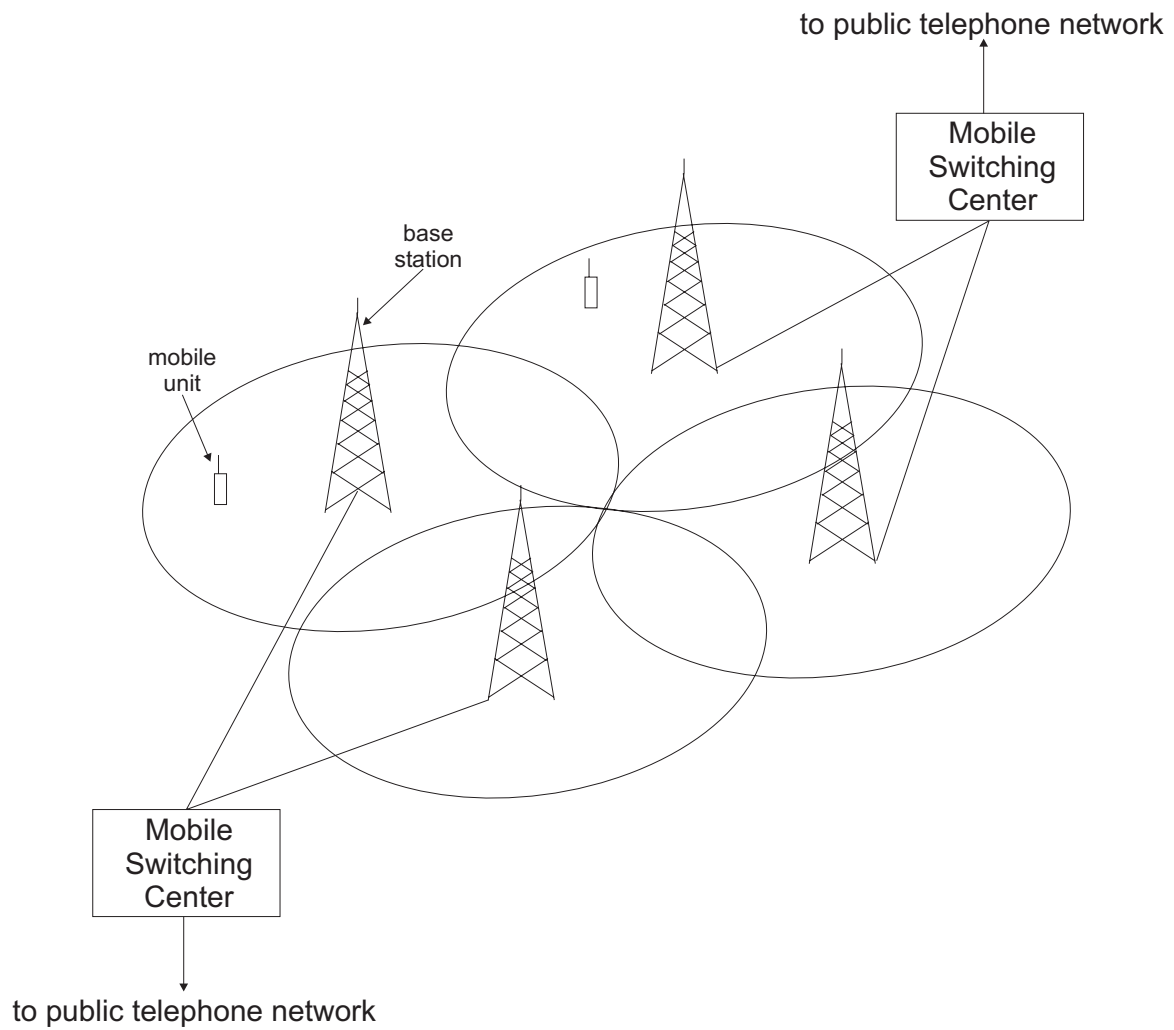 to public telephone network
Mobile
Switching
Center
base
station
mobile
unit
Mobile
Switching
Center
to public telephone network